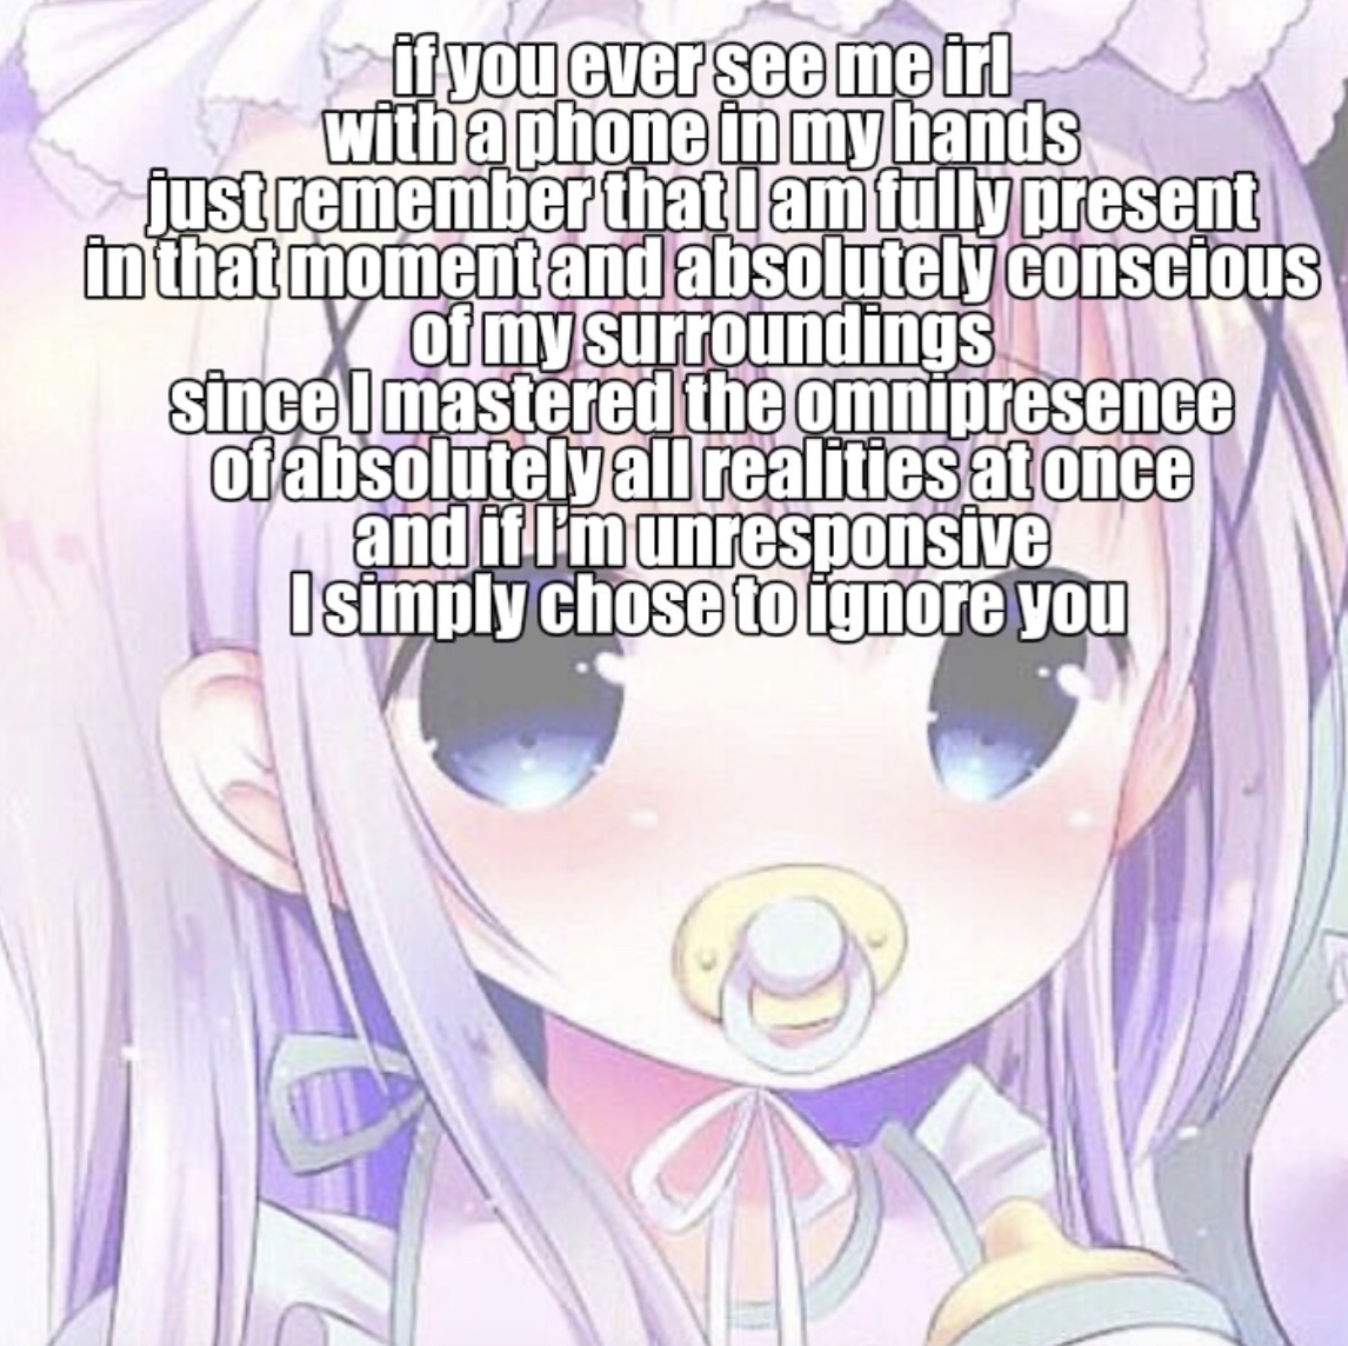 if you ever see me irl
with a phone in my hands
just remember that I am fully present
in that moment and absolutely conscious
of my surroundings
since I mastered the omnipresence
of absolutely all realities at once
and if I'm unresponsive
I simply chose to ignore you